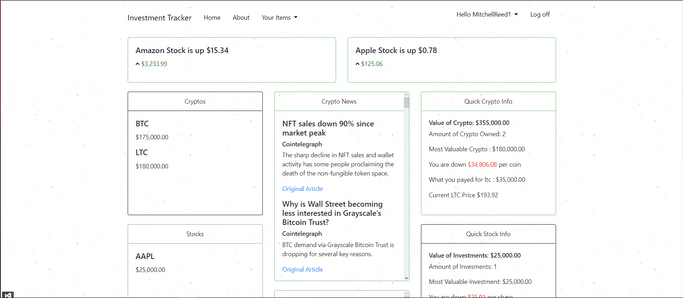 Investment Tracker Home About Your Items Hello MitchellReed1 Log off
Amazon Stock is up $15.34
$3,233.99
Apple Stock is up $0.78
$125.06
Cryptos
BTC
$175,000.00
LTC
$180,000.00
Stocks
AAPL
$25,000.00
Crypto News
NFT sales down 90% since
market peak
Cointelegraph
The sharp decline in NFT sales and wallet
activity has some people proclaiming the
death of the non-fungible token space.
Original Article
Why is Wall Street becoming
less interested in Grayscale's
Bitcoin Trust?
Cointelegraph
BTC demand via Grayscale Bitcoin Trust is
dropping for several key reasons.
Original Article
Quick Crypto Info
Value of Crypto: $355,000.00
Amount of Crypto Owned: 2
Most Valuable Crypto : $180,000.00
You are down $34,806.08 per coin
What you payed for ltc : $35,000.00
Current LTC Price $193.92
Quick Stock Info
Value of Investments: $25,000.00
Amount of Invesments: 1
Most Valuable Investment: $25,000.00
You are down $35.01 per share